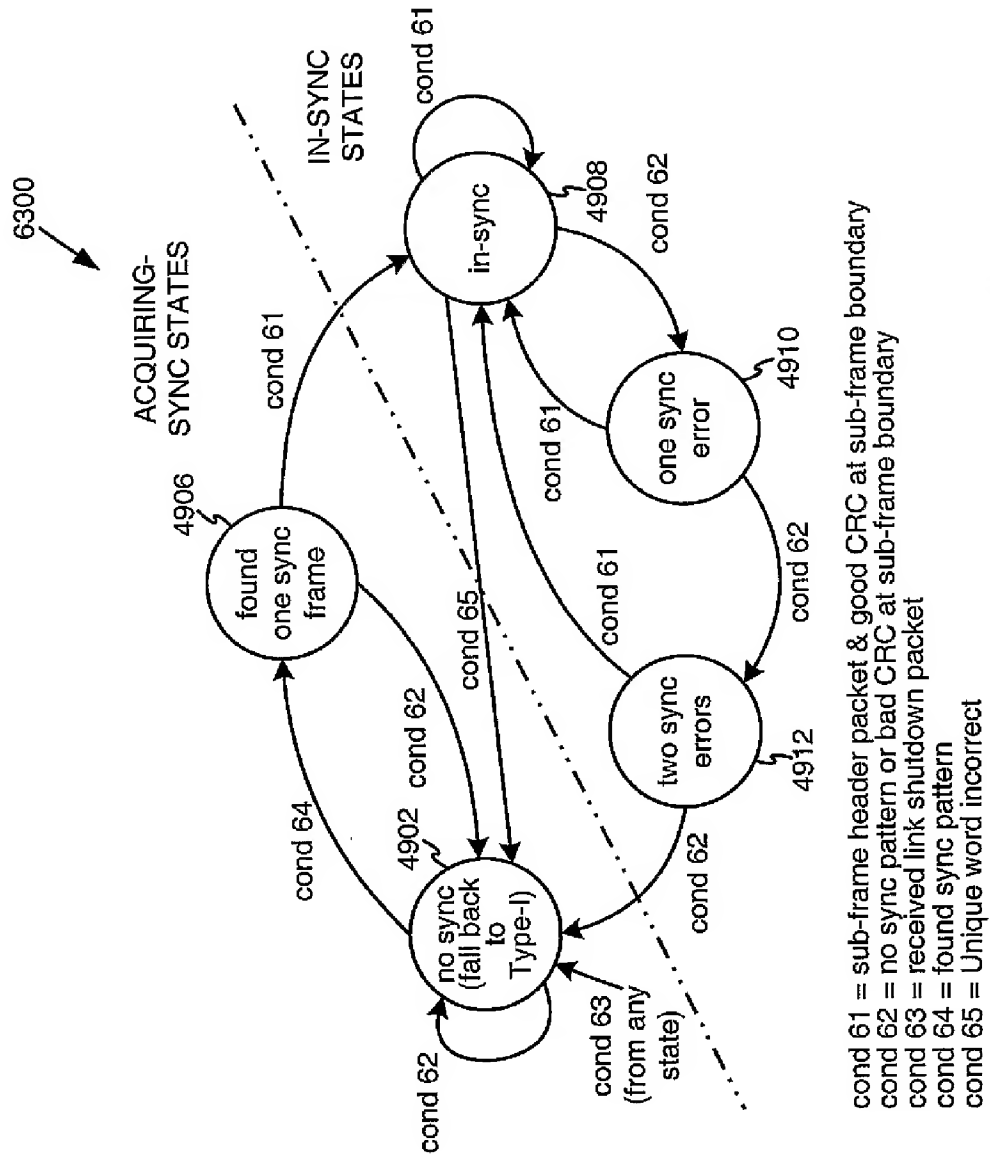 6300
ACQUIRING-
SYNC STATES
IN-SYNC
STATES
4906
found
one sync
frame
cond 61
cond 61
in-sync
4908
cond 64
cond 62
cond 65
cond 62
4902
no sync
(fall back
to
Type-I)
cond 61
cond 61
one sync
error
4910
cond 62
cond 63
(from any
state)
cond 62
two sync
errors
4912
cond 62
cond 61 = sub-frame header packet & good CRC at sub-frame boundary
cond 62 = no sync pattern or bad CRC at sub-frame boundary
cond 63 = received link shutdown packet
cond 64 = found sync pattern
cond 65 = Unique word incorrect